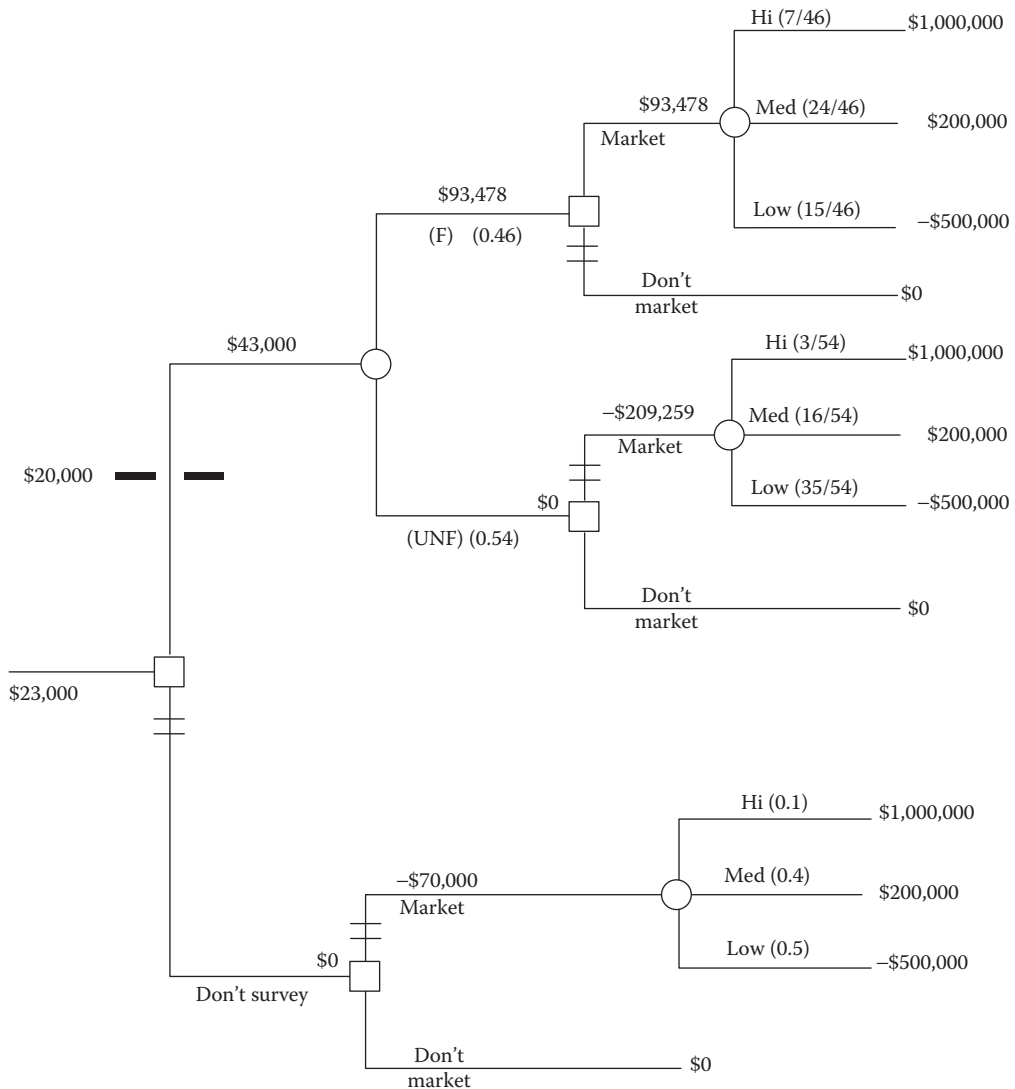 Hi (7/46)
$1,000,000
$93,478
Med (24/46)
$200,000
Market
$93,478
Low (15/46)
–$500,000
(F) (0.46)
Don't
market
$0
$43,000
Hi (3/54)
$1,000,000
–$209,259
Med (16/54)
$200,000
Market
$20,000
Low (35/54)
–$500,000
$0
(UNF) (0.54)
Don't
market
$0
$23,000
Hi (0.1)
$1,000,000
–$70,000
Med (0.4)
$200,000
Market
Low (0.5)
–$500,000
$0
Don't survey
Don't
market
$0